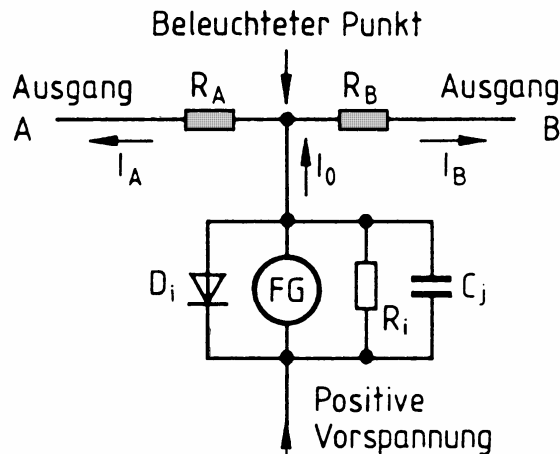 Beleuchteter Punkt
Ausgang
A
R_A
R_B
Ausgang
B
I_A
I_0
I_B
D_i
FG
R_i
C_j
Positive
Vorspannung